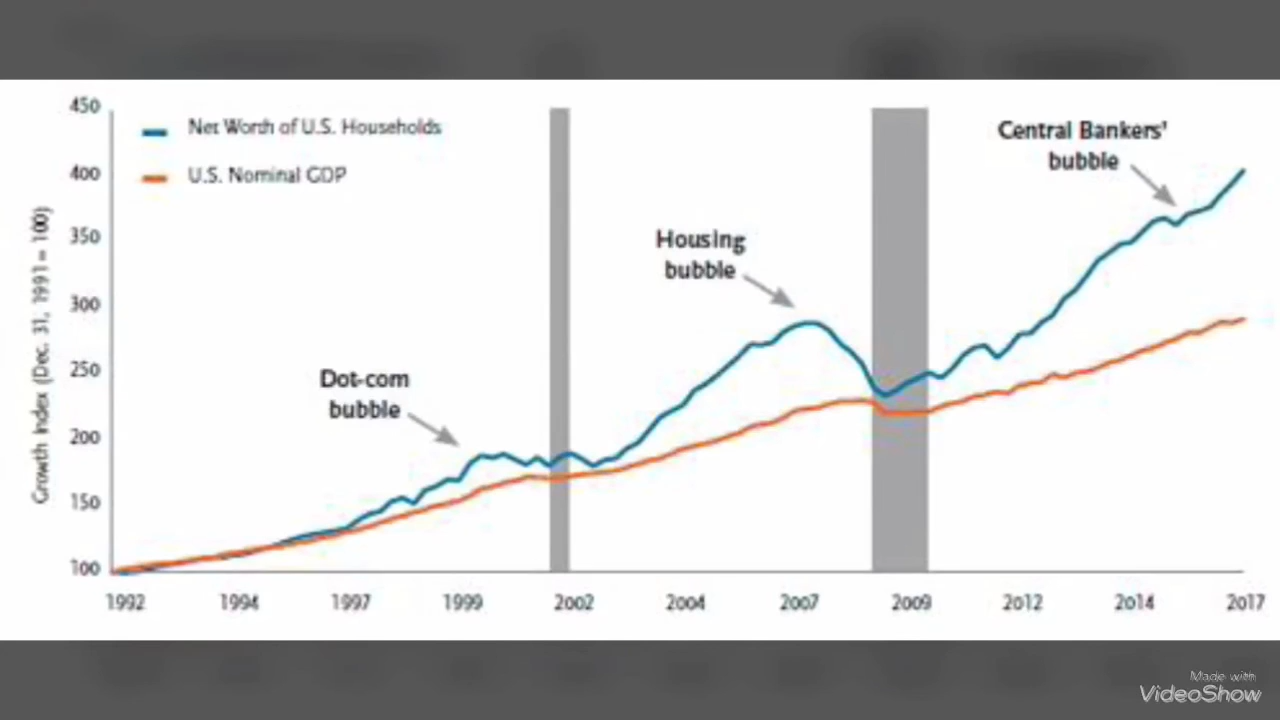 450
400
350
300
250
200
150
100
Growth Index (Dec. 31, 1991 = 100)
Net Worth of U.S. Households
U.S. Nominal GDP
Dot-com
bubble
Housing
bubble
Central Bankers'
bubble
1992 1994 1997 1999 2002 2004 2007 2009 2012 2014 2017
Made with
VideoShow